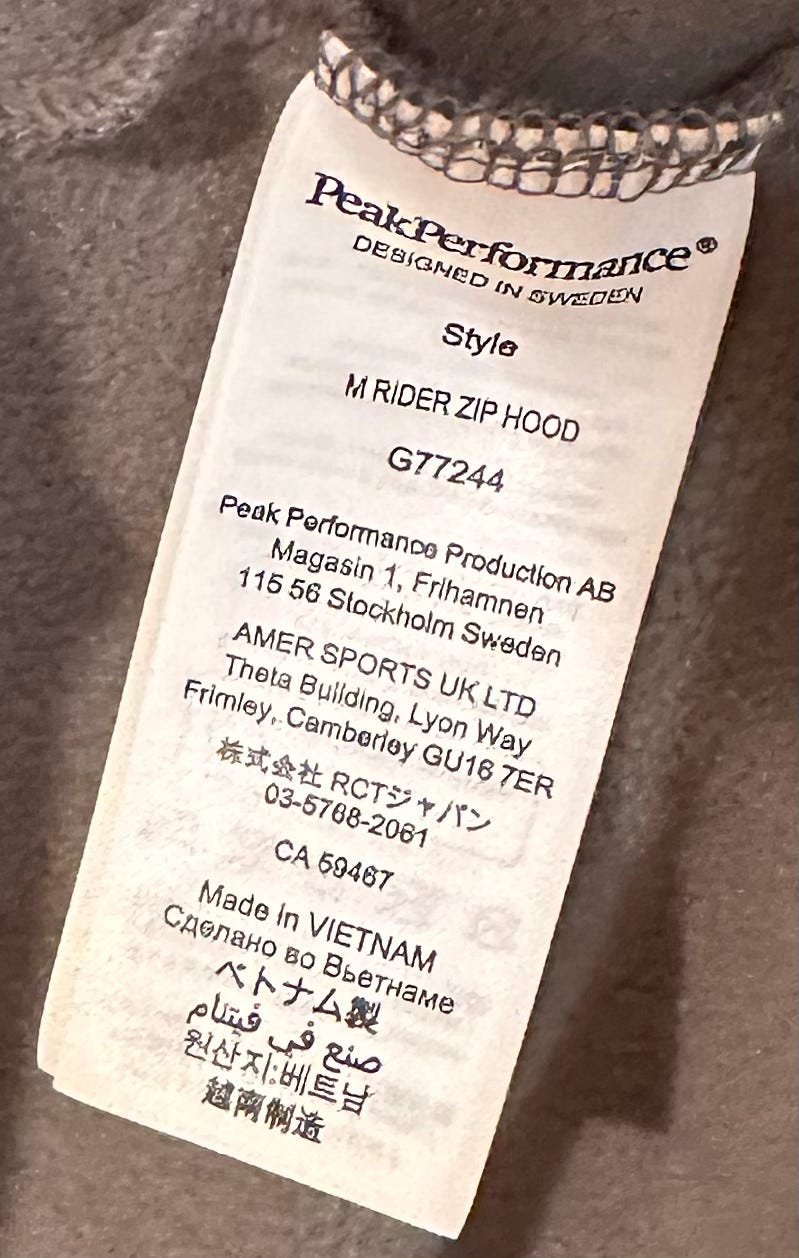 PeakPerformance®
DESIGNED IN SWEDEN
Style
M RIDER ZIP HOOD
G77244
Peak Performance Production AB
Magasin 1, Frihamnen
115 56 Stockholm Sweden
AMER SPORTS UK LTD
Theta Building, Lyon Way
Frimley, Camberley GU16 7ER
株式会社 RCTジャパン
03-5768-2061
CA 59467
Made in VIETNAM
Сделано во Вьетнаме
ベトナム製
صنع في فيتنام
원산지:베트남
越南制造